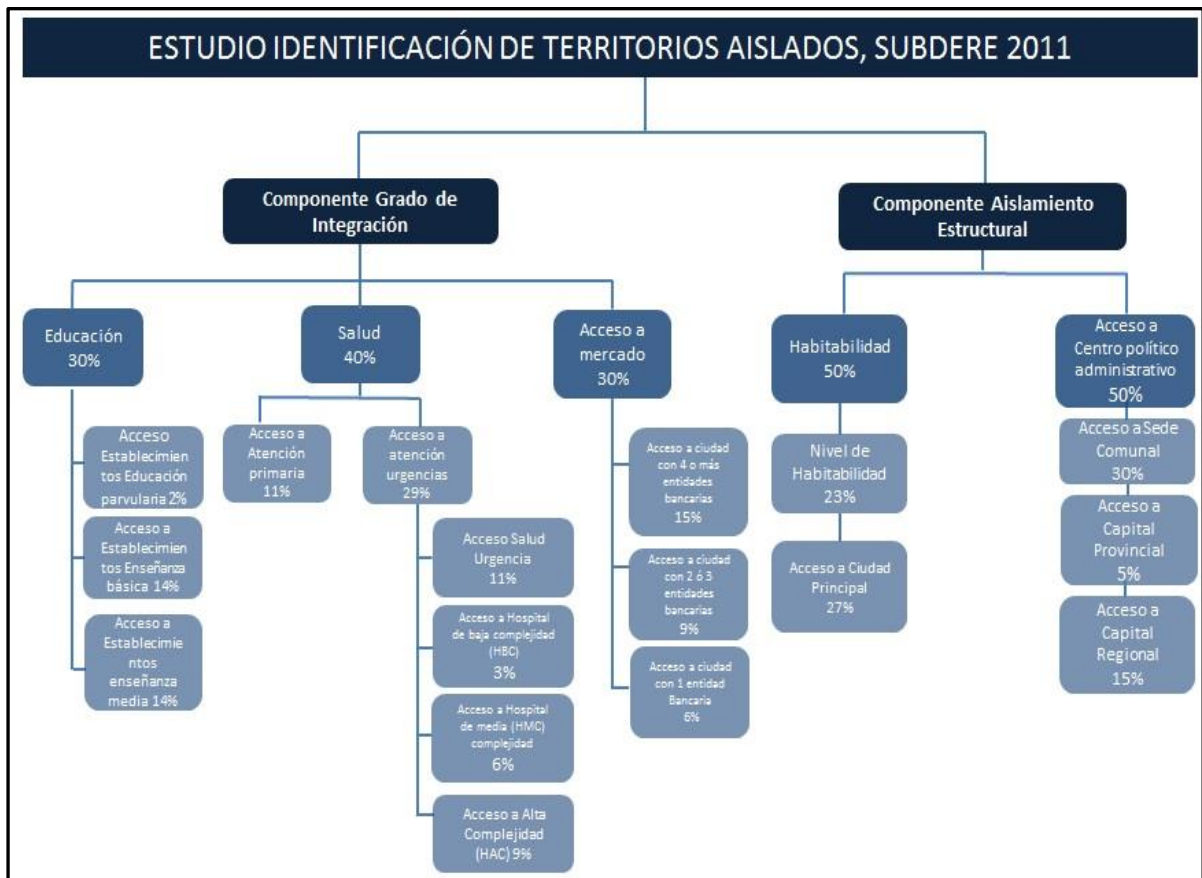 ESTUDIO IDENTIFICACIÓN DE TERRITORIOS AISLADOS, SUBDERE 2011
Componente Grado de
Integración
Componente Aislamiento
Estructural
Educación
30%
Salud
40%
Acceso a
mercado
30%
Habitabilidad
50%
Acceso a
Centro político
administrativo
50%
Acceso
Establecimien
tos Educación
parvularia 2%
Acceso a
Establecimien
tos Enseñanza
básica 14%
Acceso a
Establecimie
ntos
enseñanza
media 14%
Acceso a
Atención
primaria
11%
Acceso a
atención
urgencias
29%
Acceso Salud
Urgencia
11%
Acceso a Hospital
de baja complejidad
(HBC)
3%
Acceso a Hospital
de media (HMC)
complejidad
6%
Acceso a Alta
Complejidad
(HAC) 9%
Acceso a ciudad
con 4 o más
entidades
bancarias
15%
Acceso a ciudad
con 2 ó 3
entidades
bancarias
9%
Acceso a ciudad
con 1 entidad
Bancaria
6%
Nivel de
Habitabilidad
23%
Acceso a Ciudad
Principal
27%
Acceso a Sede
Comunal
30%
Acceso a
Capital
Provincial
5%
Acceso a
Capital
Regional
15%